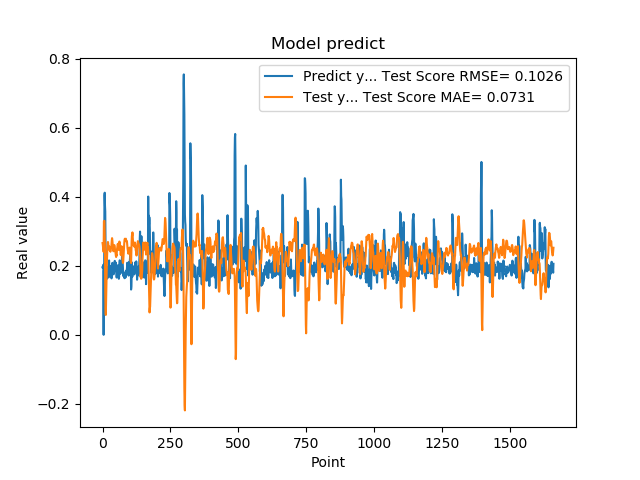 Model predict
Predict y... Test Score RMSE= 0.1026
Test y... Test Score MAE= 0.0731
Real value
0.8
0.6
0.4
0.2
0.0
−0.2
0 250 500 750 1000 1250 1500
Point